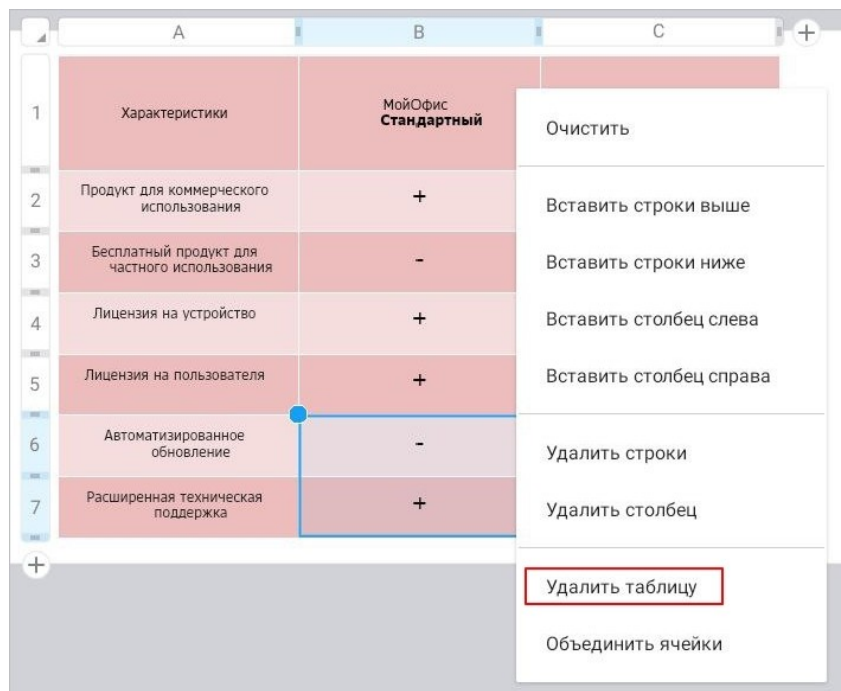 A B C
1 Характеристики МойОфис
Стандартный
2 Продукт для коммерческого
использования +
3 Бесплатный продукт для
частного использования -
4 Лицензия на устройство +
5 Лицензия на пользователя +
6 Автоматизированное
обновление -
7 Расширенная техническая
поддержка +
Очистить
Вставить строки выше
Вставить строки ниже
Вставить столбец слева
Вставить столбец справа
Удалить строки
Удалить столбец
Удалить таблицу
Объединить ячейки